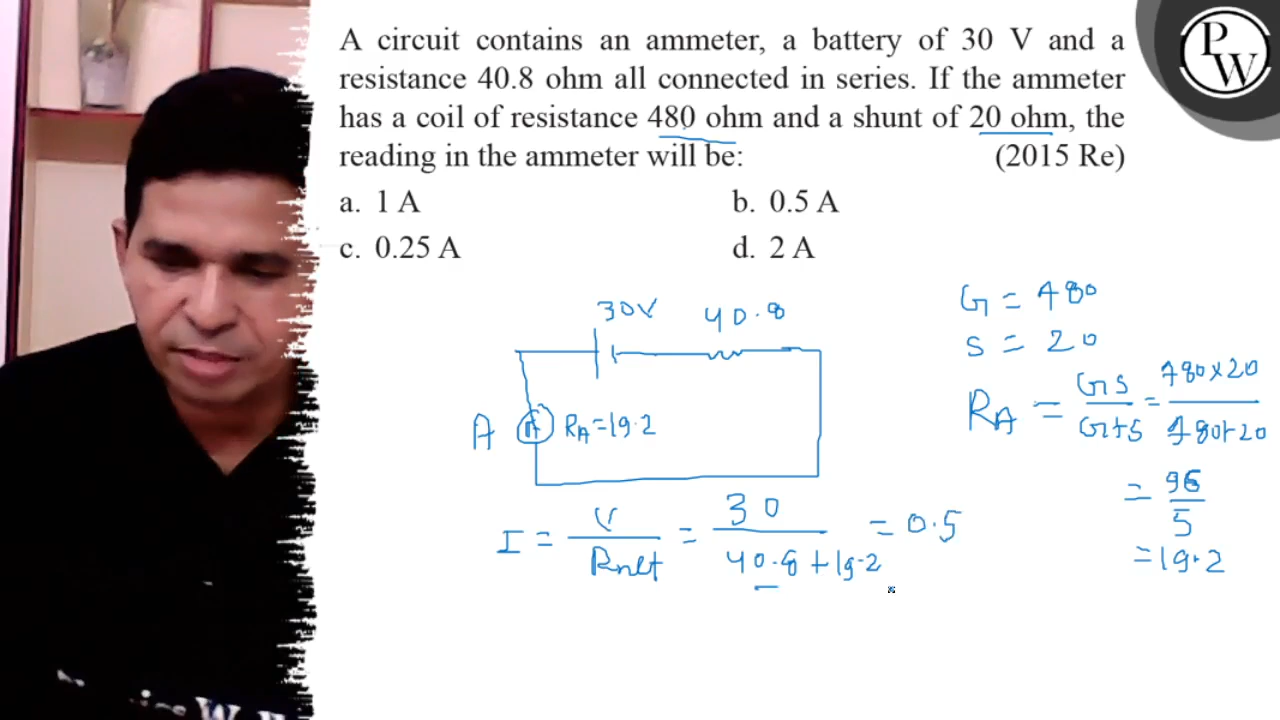 A circuit contains an ammeter, a battery of 30 V and a
resistance 40.8 ohm all connected in series. If the ammeter
has a coil of resistance 480 ohm and a shunt of 20 ohm, the
reading in the ammeter will be: (2015 Re)
a. 1 A b. 0.5 A
c. 0.25 A d. 2 A
PW
30V 40.8
A A R_A = 19.2
I = V/Rnet = 30/(40.8 + 19.2) = 0.5
G = 480
S = 20
R_A = GS/(G+S) = (480×20)/(480+20)
= 96/5
= 19.2